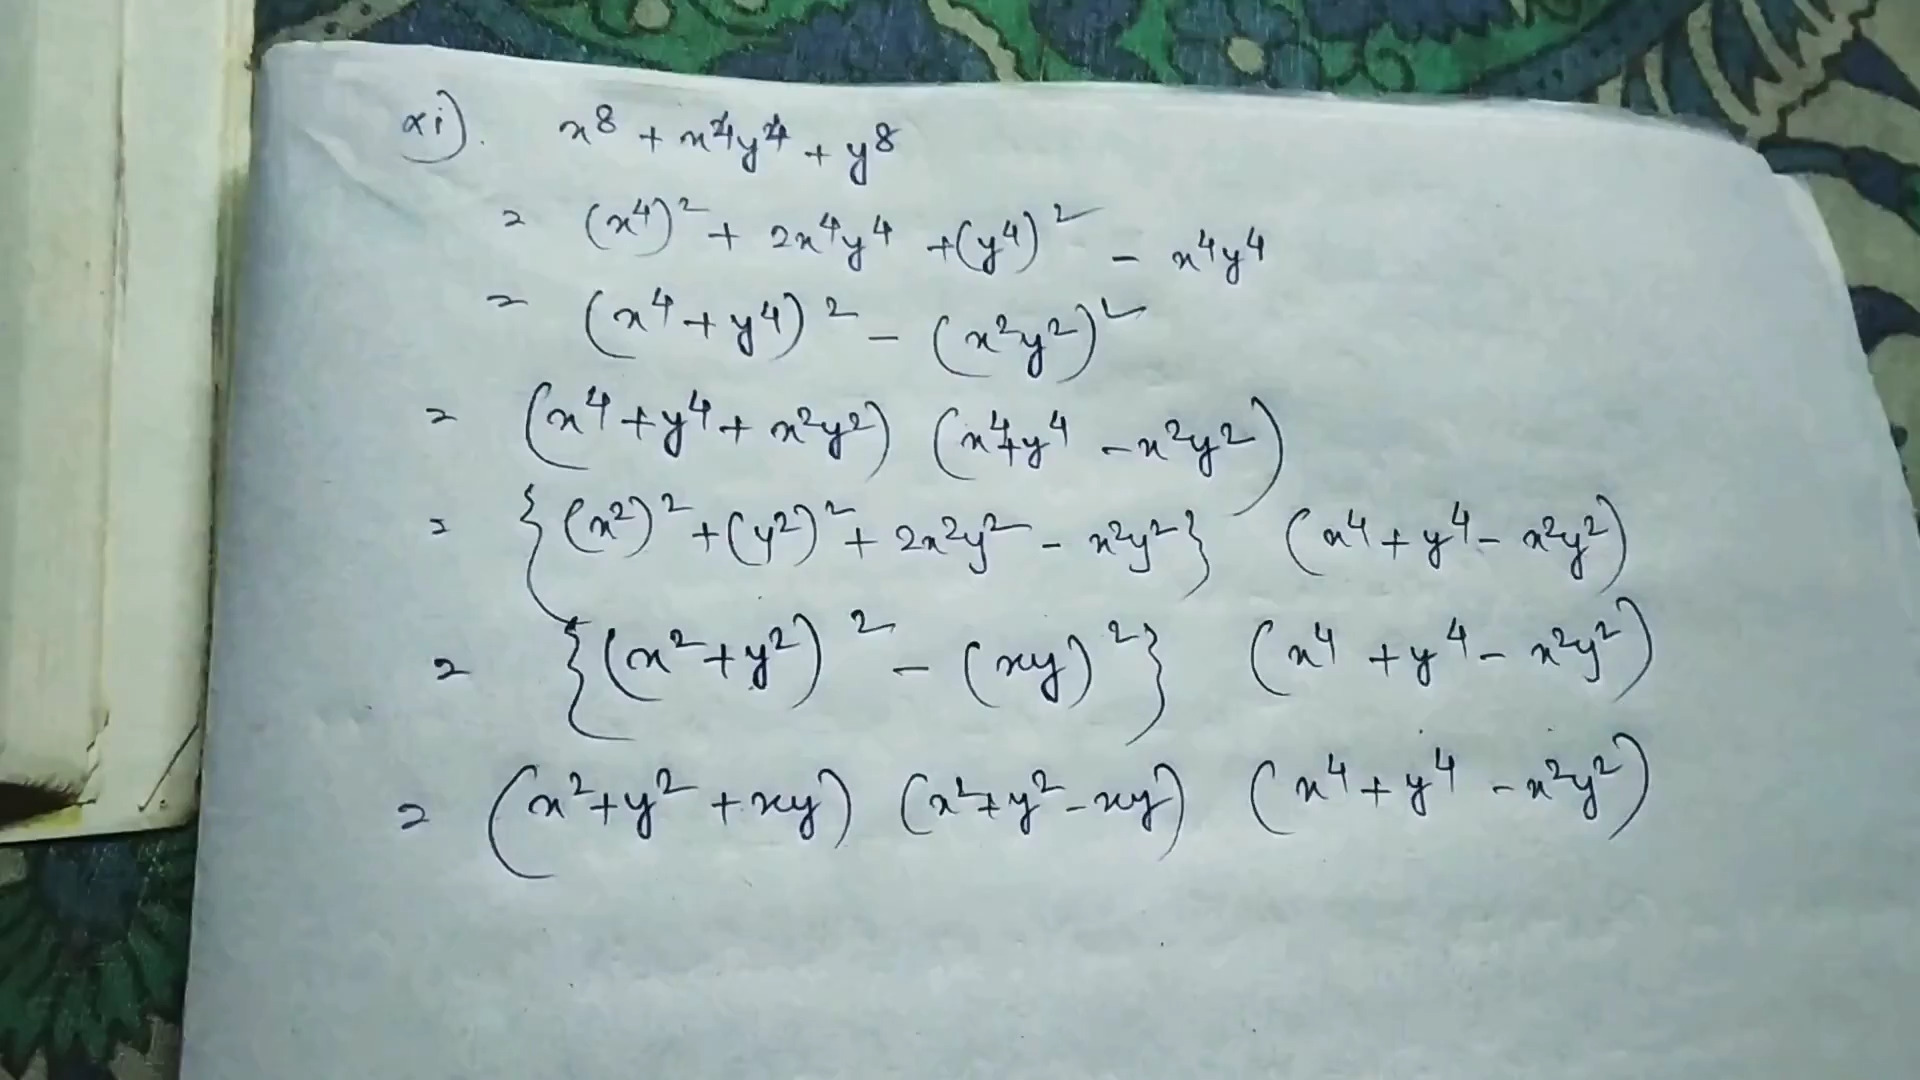 xi). x⁸ + x⁴y⁴ + y⁸
= (x⁴)² + 2x⁴y⁴ + (y⁴)² - x⁴y⁴
= (x⁴ + y⁴)² - (x²y²)²
= (x⁴ + y⁴ + x²y²) (x⁴ + y⁴ - x²y²)
= {(x²)² + (y²)² + 2x²y² - x²y²} (x⁴ + y⁴ - x²y²)
= {(x² + y²)² - (xy)²} (x⁴ + y⁴ - x²y²)
= (x² + y² + xy) (x² + y² - xy) (x⁴ + y⁴ - x²y²)